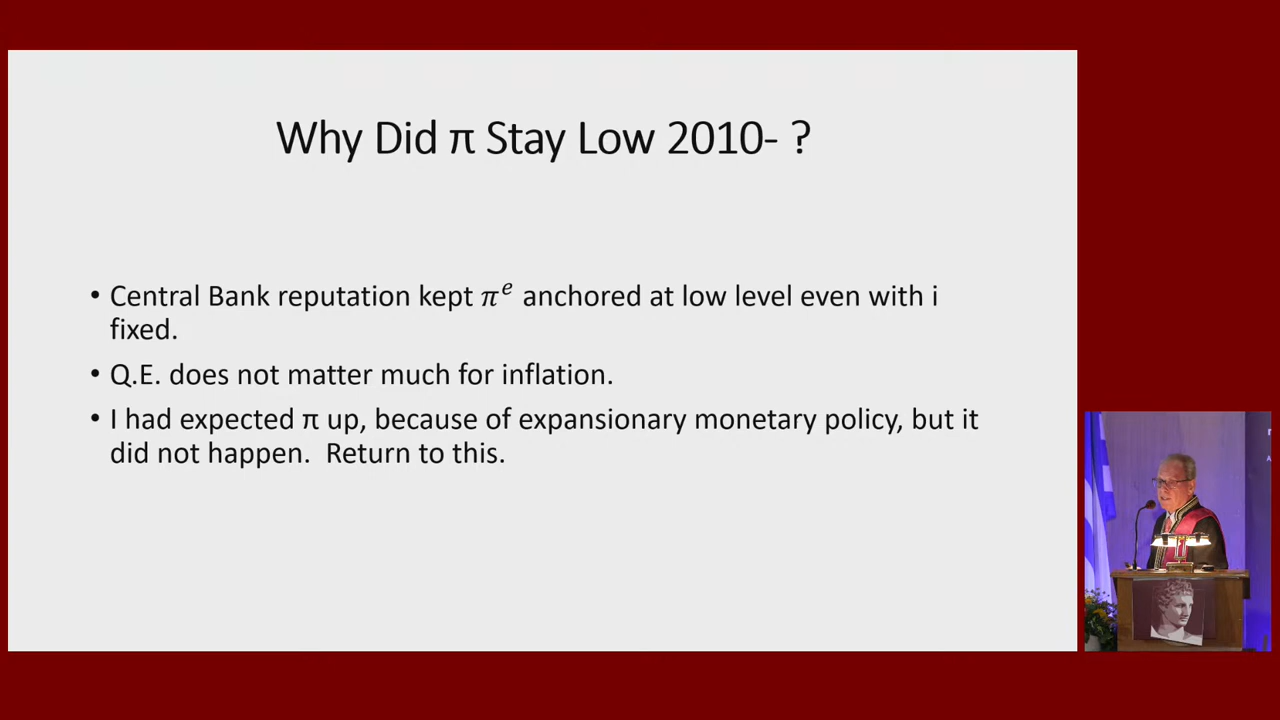 Why Did π Stay Low 2010- ?
• Central Bank reputation kept πᵉ anchored at low level even with i
fixed.
• Q.E. does not matter much for inflation.
• I had expected π up, because of expansionary monetary policy, but it
did not happen.  Return to this.